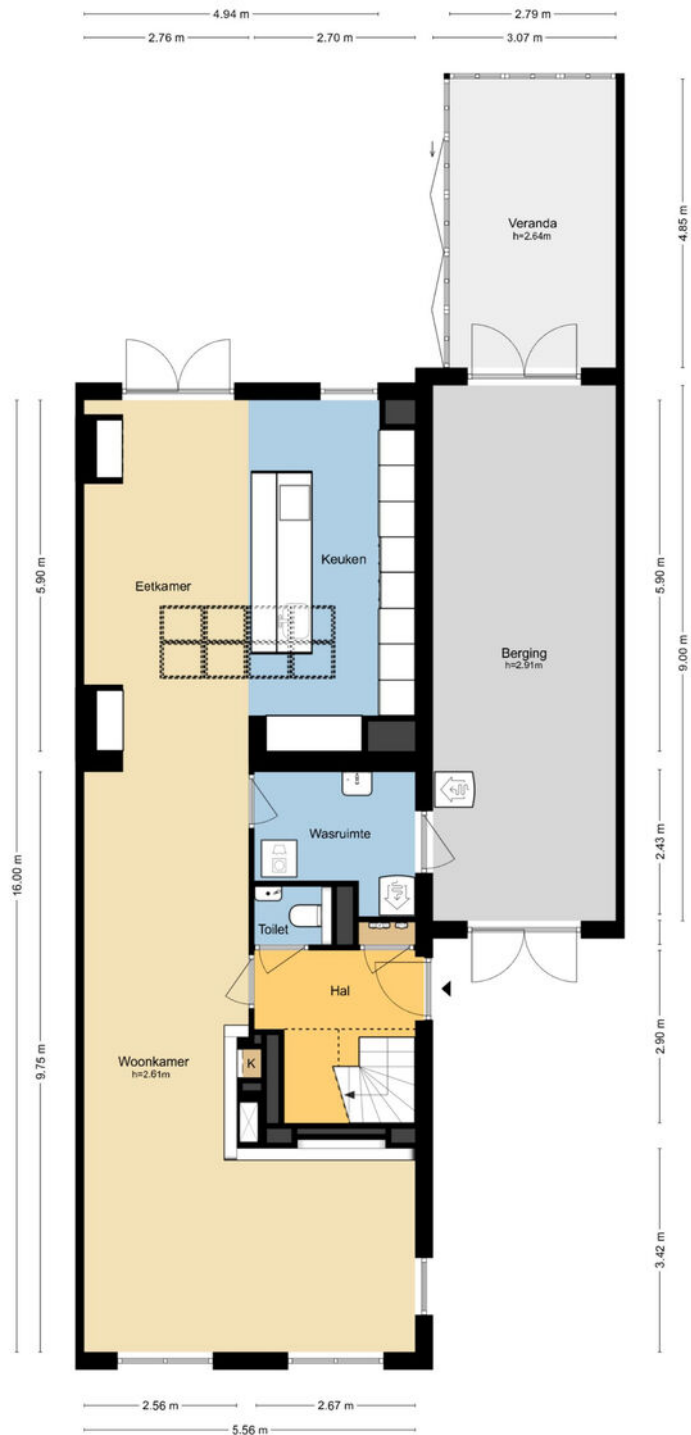 4.94 m
2.79 m
2.76 m
2.70 m
3.07 m
4.85 m
Veranda
h=2.64m
5.90 m
Eetkamer
Keuken
5.90 m
9.00 m
Berging
h=2.91m
16.00 m
Wasruimte
2.43 m
Toilet
Hal
2.90 m
9.75 m
Woonkamer
h=2.61m
K
3.42 m
2.56 m
2.67 m
5.56 m